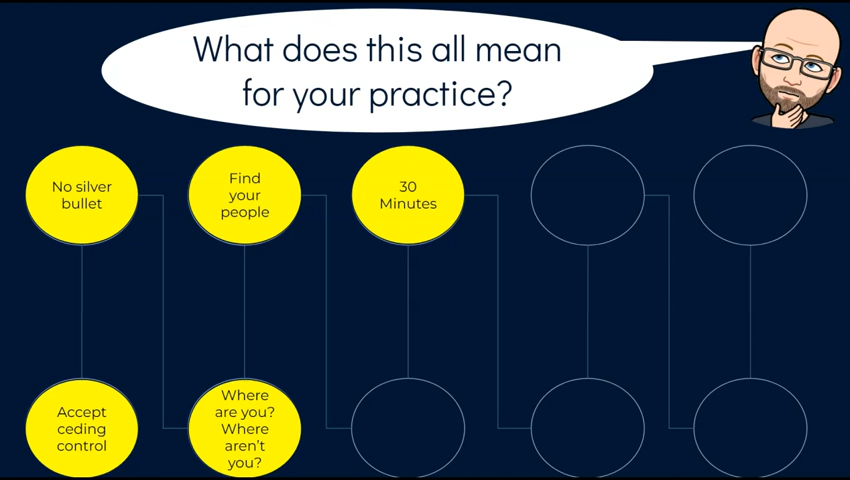 What does this all mean
for your practice?
No silver
bullet
Find
your
people
30
Minutes
Accept
ceding
control
Where
are you?
Where
aren't
you?